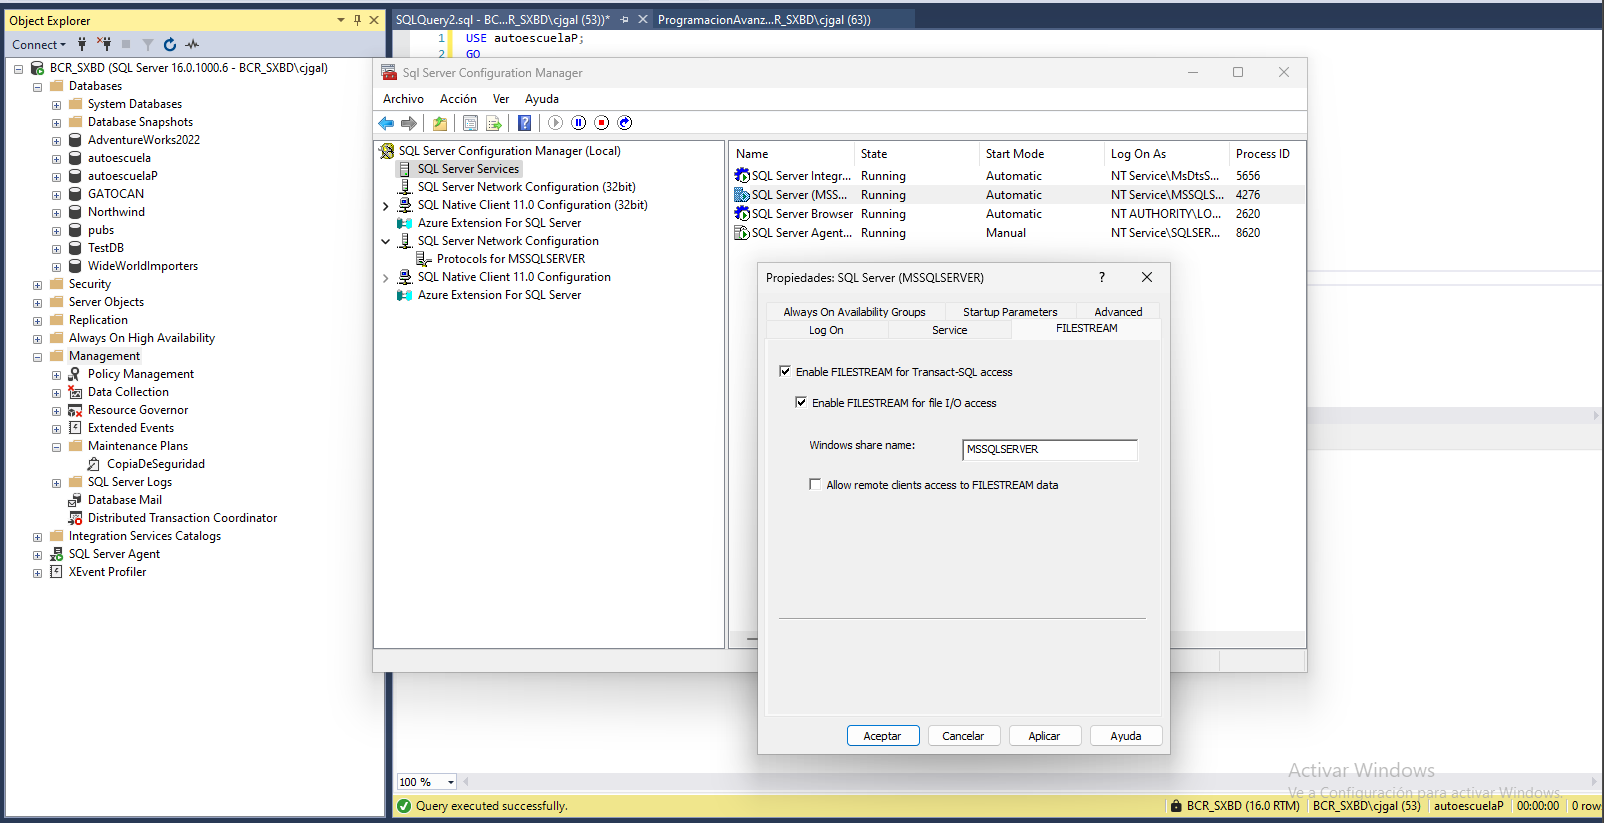 Object Explorer
Connect
BCR_SXBD (SQL Server 16.0.1000.6 - BCR_SXBD\cjgal)
Databases
System Databases
Database Snapshots
AdventureWorks2022
autoescuela
autoescuelaP
GATOCAN
Northwind
pubs
TestDB
WideWorldImporters
Security
Server Objects
Replication
Always On High Availability
Management
Policy Management
Data Collection
Resource Governor
Extended Events
Maintenance Plans
CopiaDeSeguridad
SQL Server Logs
Database Mail
Distributed Transaction Coordinator
Integration Services Catalogs
SQL Server Agent
XEvent Profiler
SQLQuery2.sql - BC...R_SXBD\cjgal (53))* ProgramacionAvanz...R_SXBD\cjgal (63))
1 USE autoescuelaP;
2 GO
Sql Server Configuration Manager
Archivo Acción Ver Ayuda
SQL Server Configuration Manager (Local)
SQL Server Services
SQL Server Network Configuration (32bit)
SQL Native Client 11.0 Configuration (32bit)
Azure Extension For SQL Server
SQL Server Network Configuration
Protocols for MSSQLSERVER
SQL Native Client 11.0 Configuration
Azure Extension For SQL Server
Name State Start Mode Log On As Process ID
SQL Server Integr... Running Automatic NT Service\MsDtsS... 5656
SQL Server (MSS... Running Automatic NT Service\MSSQLS... 4276
SQL Server Browser Running Automatic NT AUTHORITY\LO... 2620
SQL Server Agent... Running Manual NT Service\SQLSER... 8620
Propiedades: SQL Server (MSSQLSERVER) ?
Always On Availability Groups Startup Parameters Advanced
Log On Service FILESTREAM
Enable FILESTREAM for Transact-SQL access
Enable FILESTREAM for file I/O access
Windows share name: MSSQLSERVER
Allow remote clients access to FILESTREAM data
Aceptar Cancelar Aplicar Ayuda
Activar Windows
Ve a Configuración para activar Windows.
100 %
Query executed successfully. BCR_SXBD (16.0 RTM) BCR_SXBD\cjgal (53) autoescuelaP 00:00:00 0 row